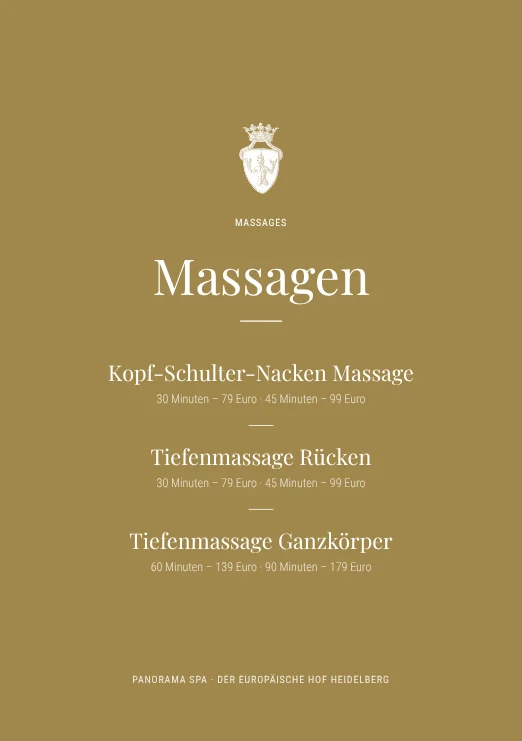 MASSAGES
Massagen
Kopf-Schulter-Nacken Massage
30 Minuten – 79 Euro · 45 Minuten – 99 Euro
Tiefenmassage Rücken
30 Minuten – 79 Euro · 45 Minuten – 99 Euro
Tiefenmassage Ganzkörper
60 Minuten – 139 Euro · 90 Minuten – 179 Euro
PANORAMA SPA · DER EUROPÄISCHE HOF HEIDELBERG